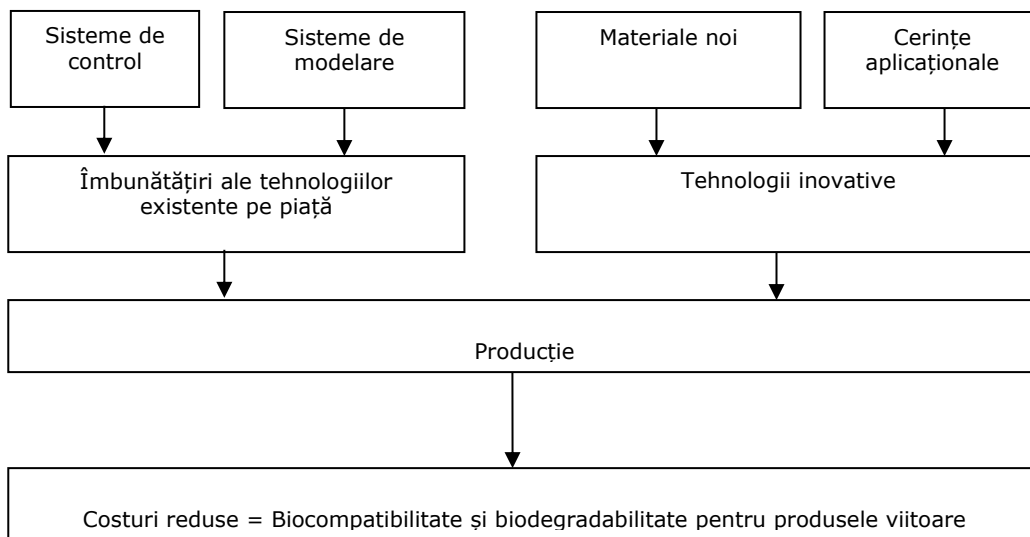 Sisteme de
control
Sisteme de
modelare
Materiale noi
Cerințe
aplicaționale
Îmbunătățiri ale tehnologiilor
existente pe piață
Tehnologii inovative
Producție
Costuri reduse = Biocompatibilitate și biodegradabilitate pentru produsele viitoare